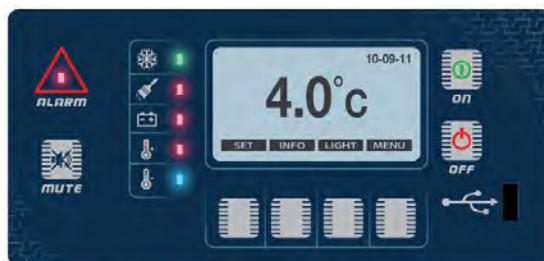 10-09-11
4.0°c
SET INFO LIGHT MENU
ALARM
MUTE
ON
OFF